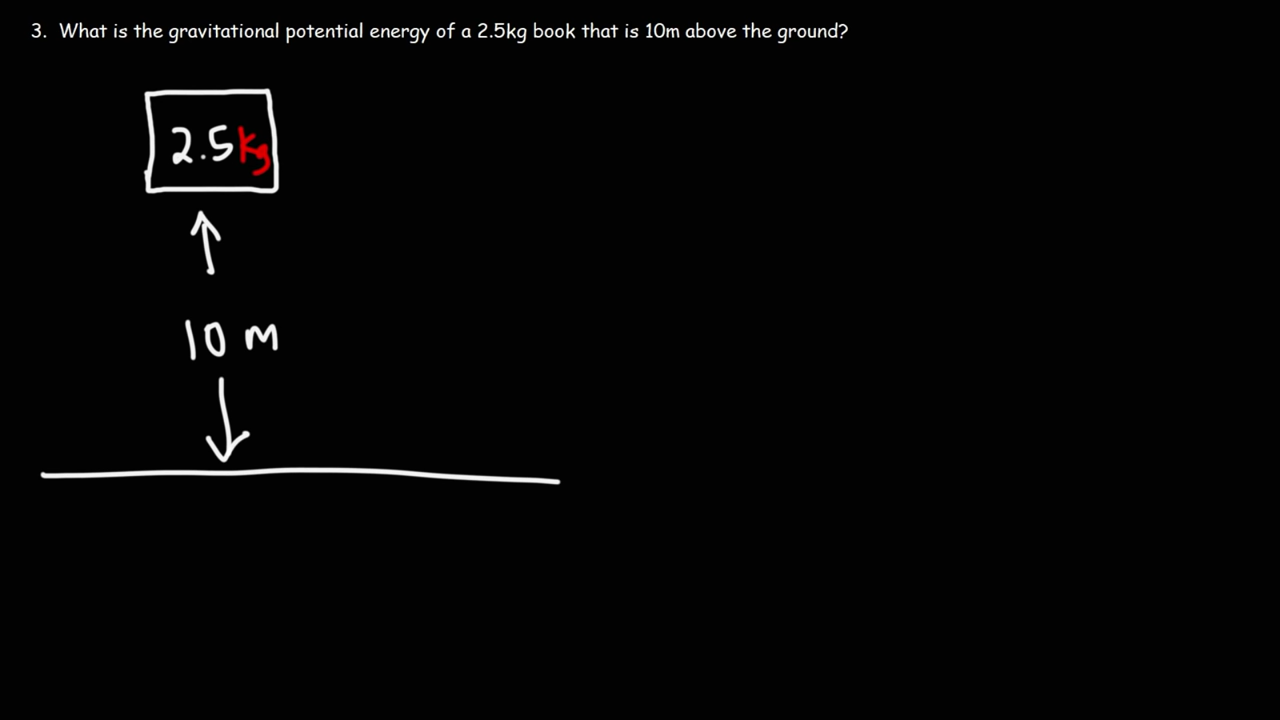 3. What is the gravitational potential energy of a 2.5kg book that is 10m above the ground?
2.5kg
10 m